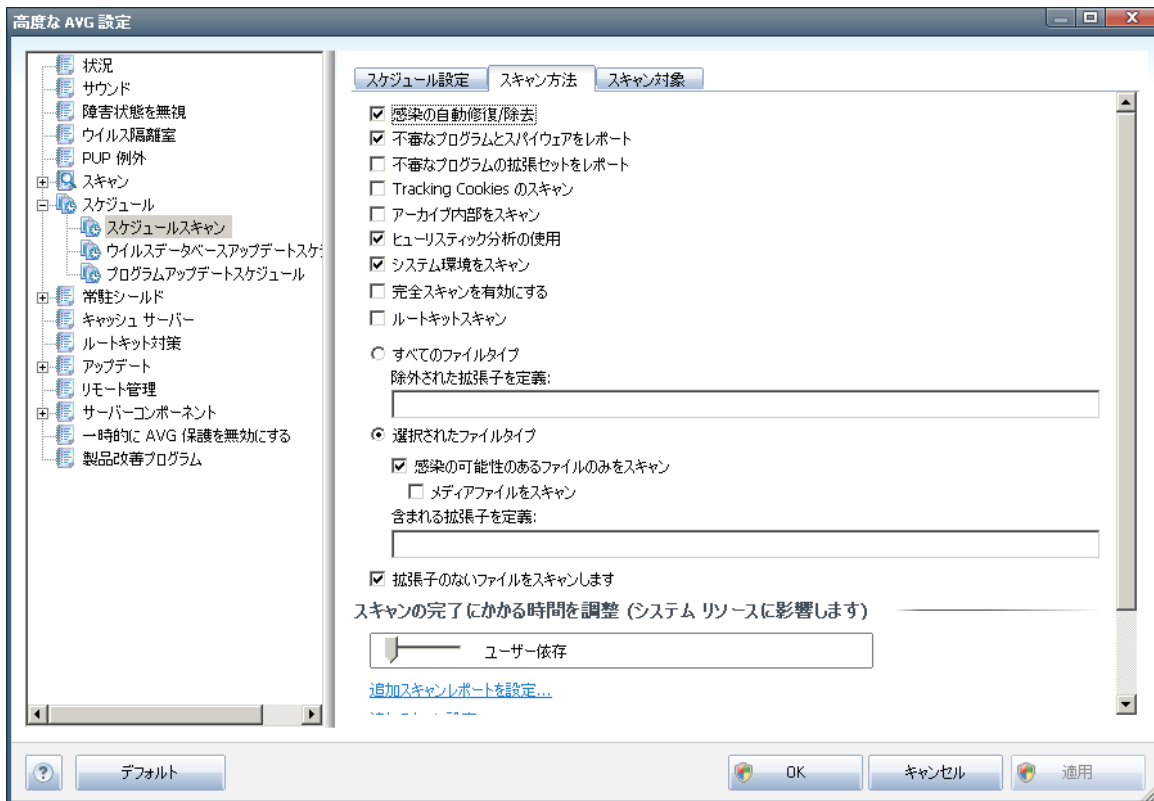 高度な AVG 設定
状況
サウンド
障害状態を無視
ウイルス隔離室
PUP 例外
スキャン
スケジュール
スケジュールスキャン
ウイルスデータベースアップデートスケ
プログラムアップデートスケジュール
常駐シールド
キャッシュ サーバー
ルートキット対策
アップデート
リモート管理
サーバーコンポーネント
一時的に AVG 保護を無効にする
製品改善プログラム
スケジュール設定 スキャン方法 スキャン対象
感染の自動修復/除去
不審なプログラムとスパイウェアをレポート
不審なプログラムの拡張セットをレポート
Tracking Cookies のスキャン
アーカイブ内部をスキャン
ヒューリスティック分析の使用
システム環境をスキャン
完全スキャンを有効にする
ルートキットスキャン
すべてのファイルタイプ
除外された拡張子を定義:
選択されたファイルタイプ
感染の可能性のあるファイルのみをスキャン
メディアファイルをスキャン
含まれる拡張子を定義:
拡張子のないファイルをスキャンします
スキャンの完了にかかる時間を調整 (システム リソースに影響します)
ユーザー依存
追加スキャンレポートを設定...
? デフォルト OK キャンセル 適用